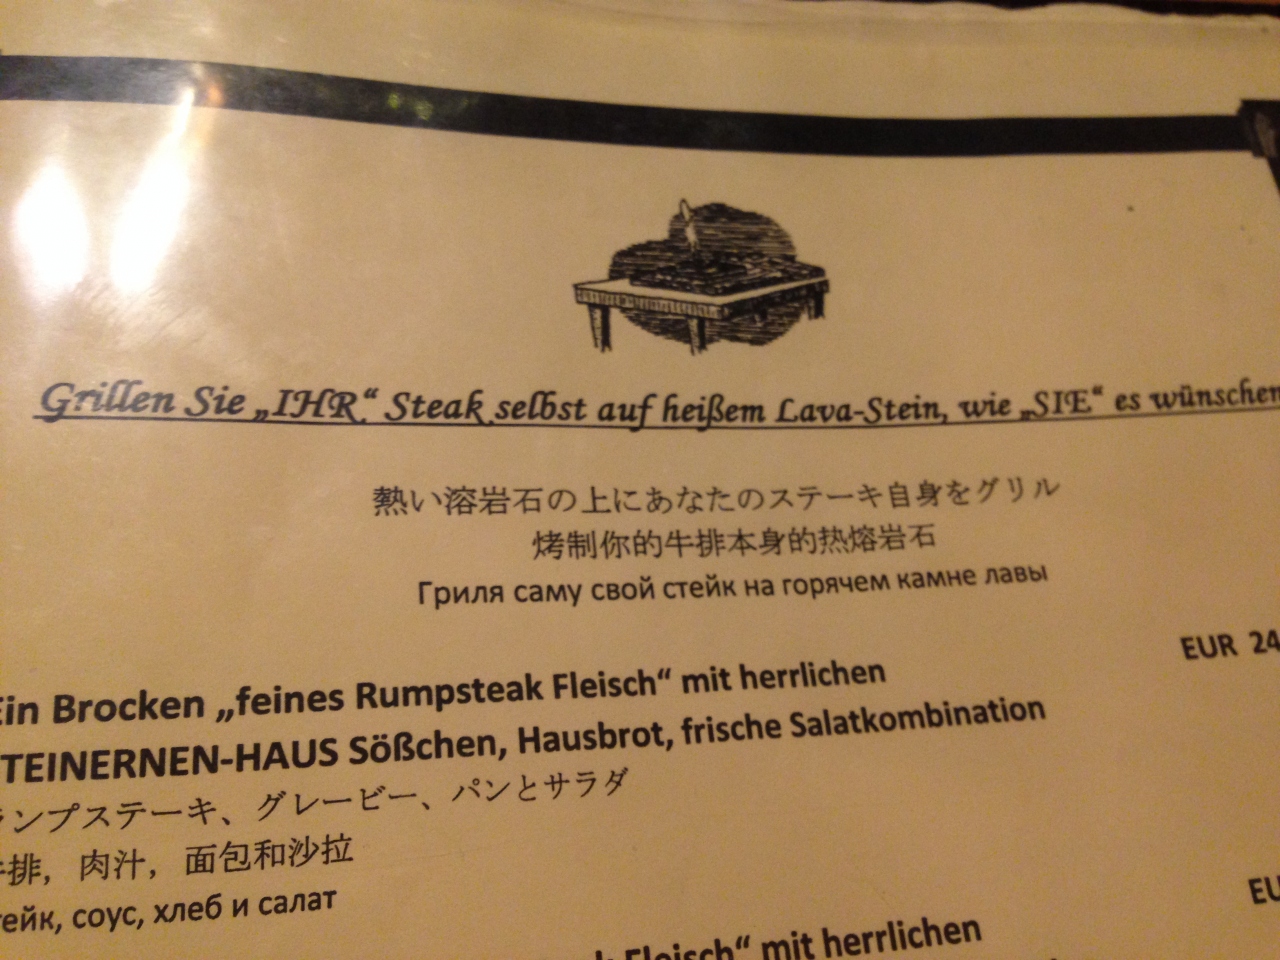 Grillen Sie „IHR“ Steak selbst auf heißem Lava-Stein, wie „SIE“ es wünschen
熱い溶岩石の上にあなたのステーキ自身をグリル
烤制你的牛排本身的热熔岩石
Гриля саму свой стейк на горячем камне лавы
EUR 24
Ein Brocken „feines Rumpsteak Fleisch“ mit herrlichen
TEINERNEN-HAUS Sößchen, Hausbrot, frische Salatkombination
ンプステーキ、グレービー、パンとサラダ
排，肉汁，面包和沙拉
тейк, соус, хлеб и салат
EU
Fleisch“ mit herrlichen